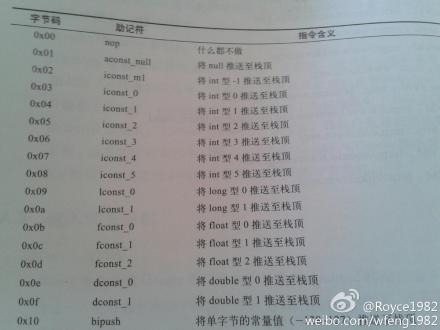 字节码 助记符 指令含义
0x00 nop 什么都不做
0x01 aconst_null 将 null 推送至栈顶
0x02 iconst_m1 将 int 型 -1 推送至栈顶
0x03 iconst_0 将 int 型 0 推送至栈顶
0x04 iconst_1 将 int 型 1 推送至栈顶
0x05 iconst_2 将 int 型 2 推送至栈顶
0x06 iconst_3 将 int 型 3 推送至栈顶
0x07 iconst_4 将 int 型 4 推送至栈顶
0x08 iconst_5 将 int 型 5 推送至栈顶
0x09 lconst_0 将 long 型 0 推送至栈顶
0x0a lconst_1 将 long 型 1 推送至栈顶
0x0b fconst_0 将 float 型 0 推送至栈顶
0x0c fconst_1 将 float 型 1 推送至栈顶
0x0d fconst_2 将 float 型 2 推送至栈顶
0x0e dconst_0 将 double 型 0 推送至栈顶
0x0f dconst_1 将 double 型 1 推送至栈顶
0x10 bipush 将单字节的常量值
@Royce1982
weibo.com/wfeng1982